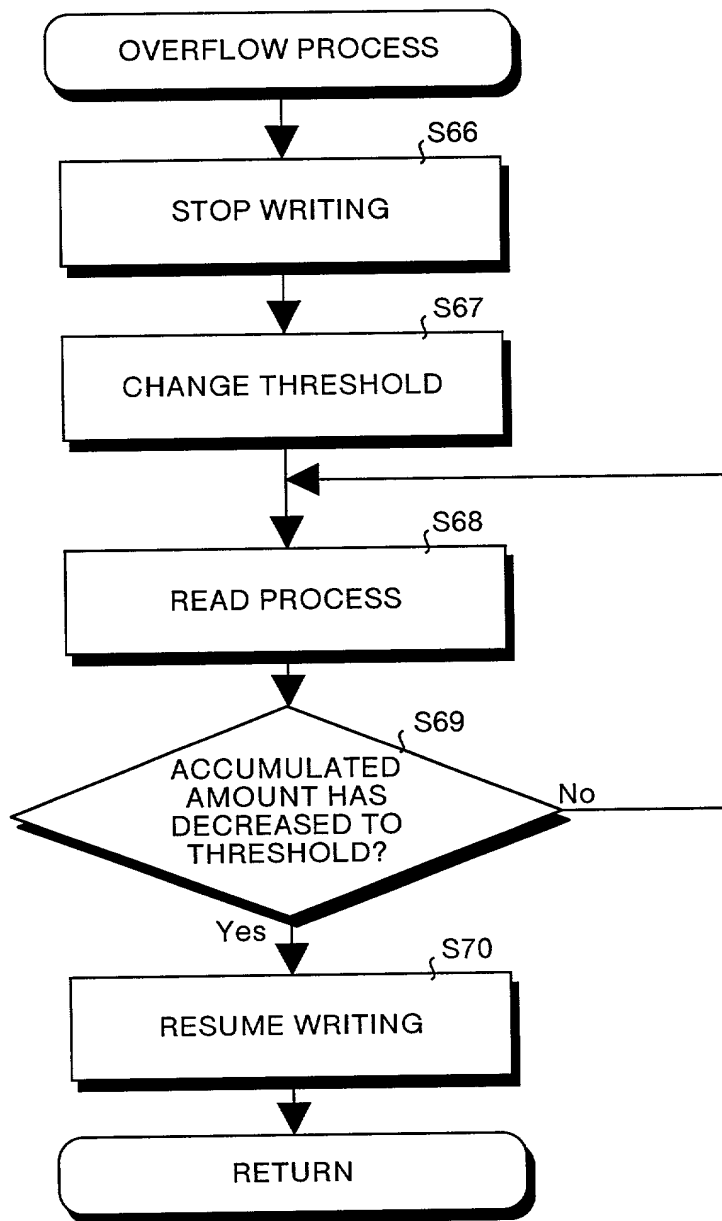 OVERFLOW PROCESS
S66
STOP WRITING
S67
CHANGE THRESHOLD
S68
READ PROCESS
S69
ACCUMULATED
AMOUNT HAS
DECREASED TO
THRESHOLD?
No
Yes
S70
RESUME WRITING
RETURN